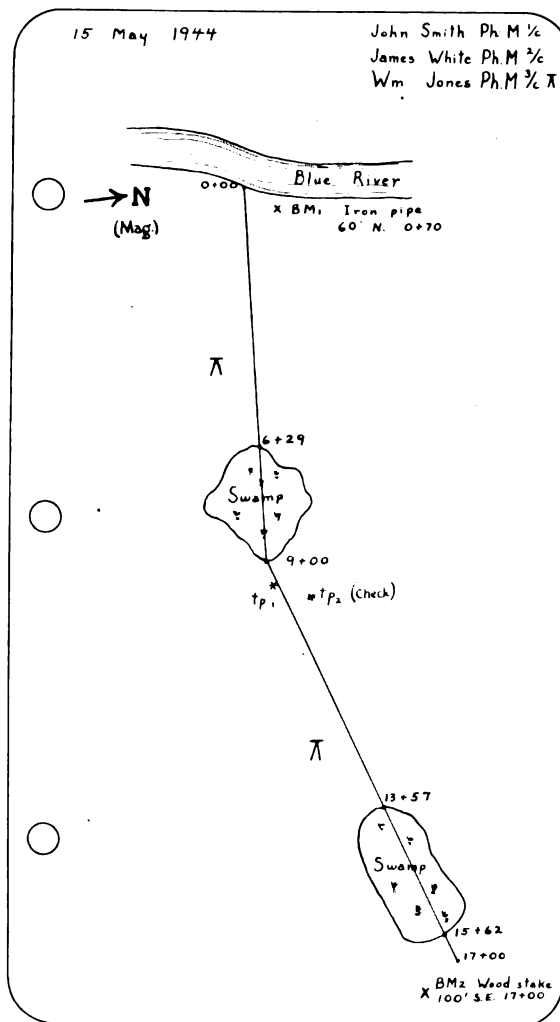 15 May 1944
John Smith Ph.M 1/c
James White Ph.M 2/c
Wm Jones Ph.M 3/c ⊼
Blue River
0+00
N
(Mag.)
x BM1 Iron pipe
60' N. 0+70
⊼
6+29
Swamp
9+00
tp1
tp2 (Check)
⊼
13+57
Swamp
15+62
17+00
x BM2 Wood stake
100' S.E. 17+00